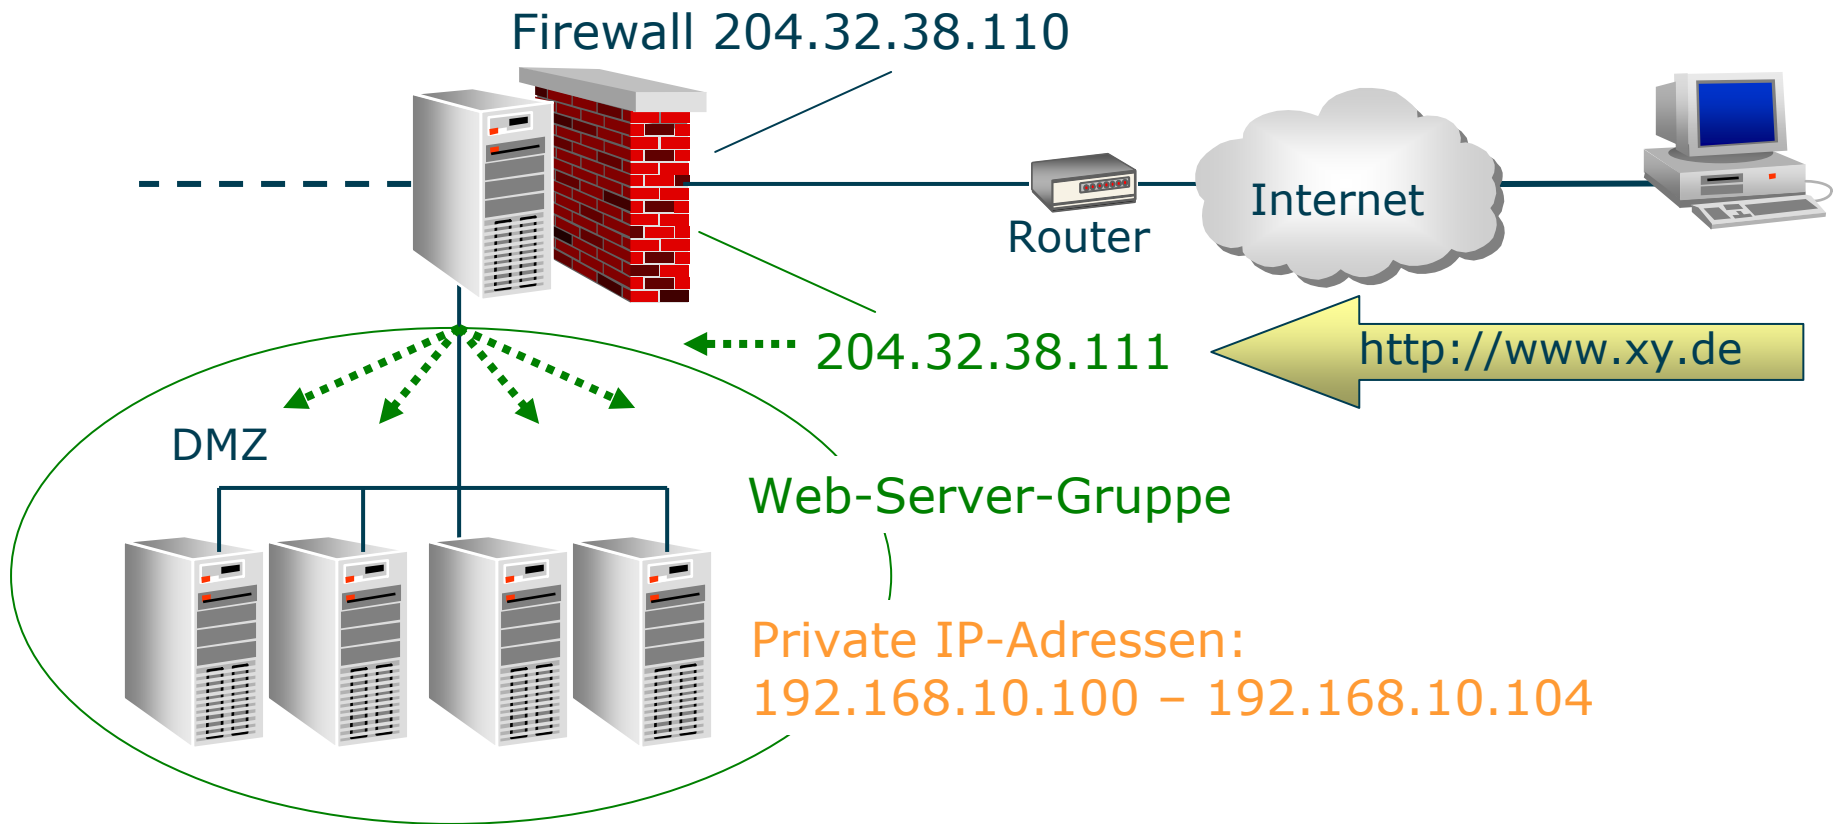 Firewall 204.32.38.110
Internet
Router
204.32.38.111
http://www.xy.de
DMZ
Web-Server-Gruppe
Private IP-Adressen:
192.168.10.100 – 192.168.10.104